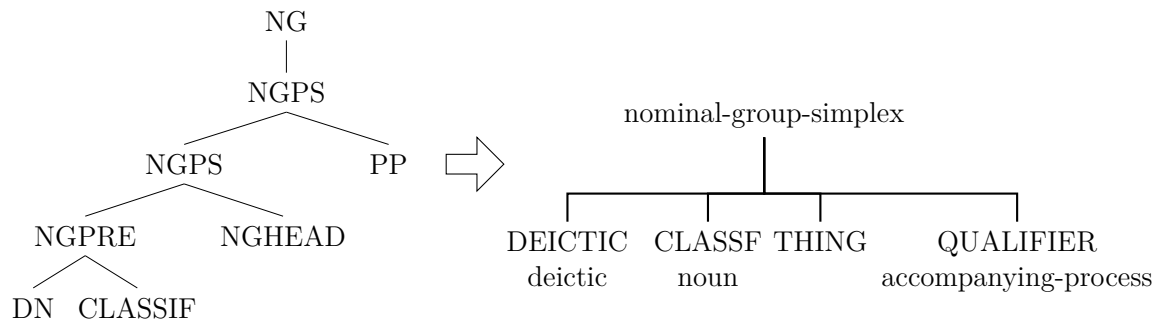 NG
NGPS
NGPS PP
NGPRE NGHEAD
DN CLASSIF
nominal-group-simplex
DEICTIC CLASSF THING QUALIFIER
deictic noun accompanying-process